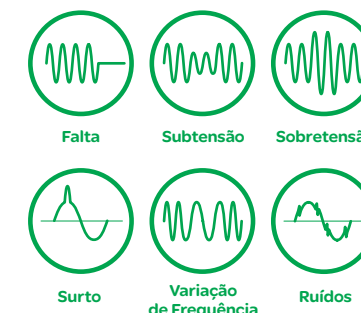 Falta
Subtensão
Sobretensã
Surto
Variação
de Frequência
Ruídos